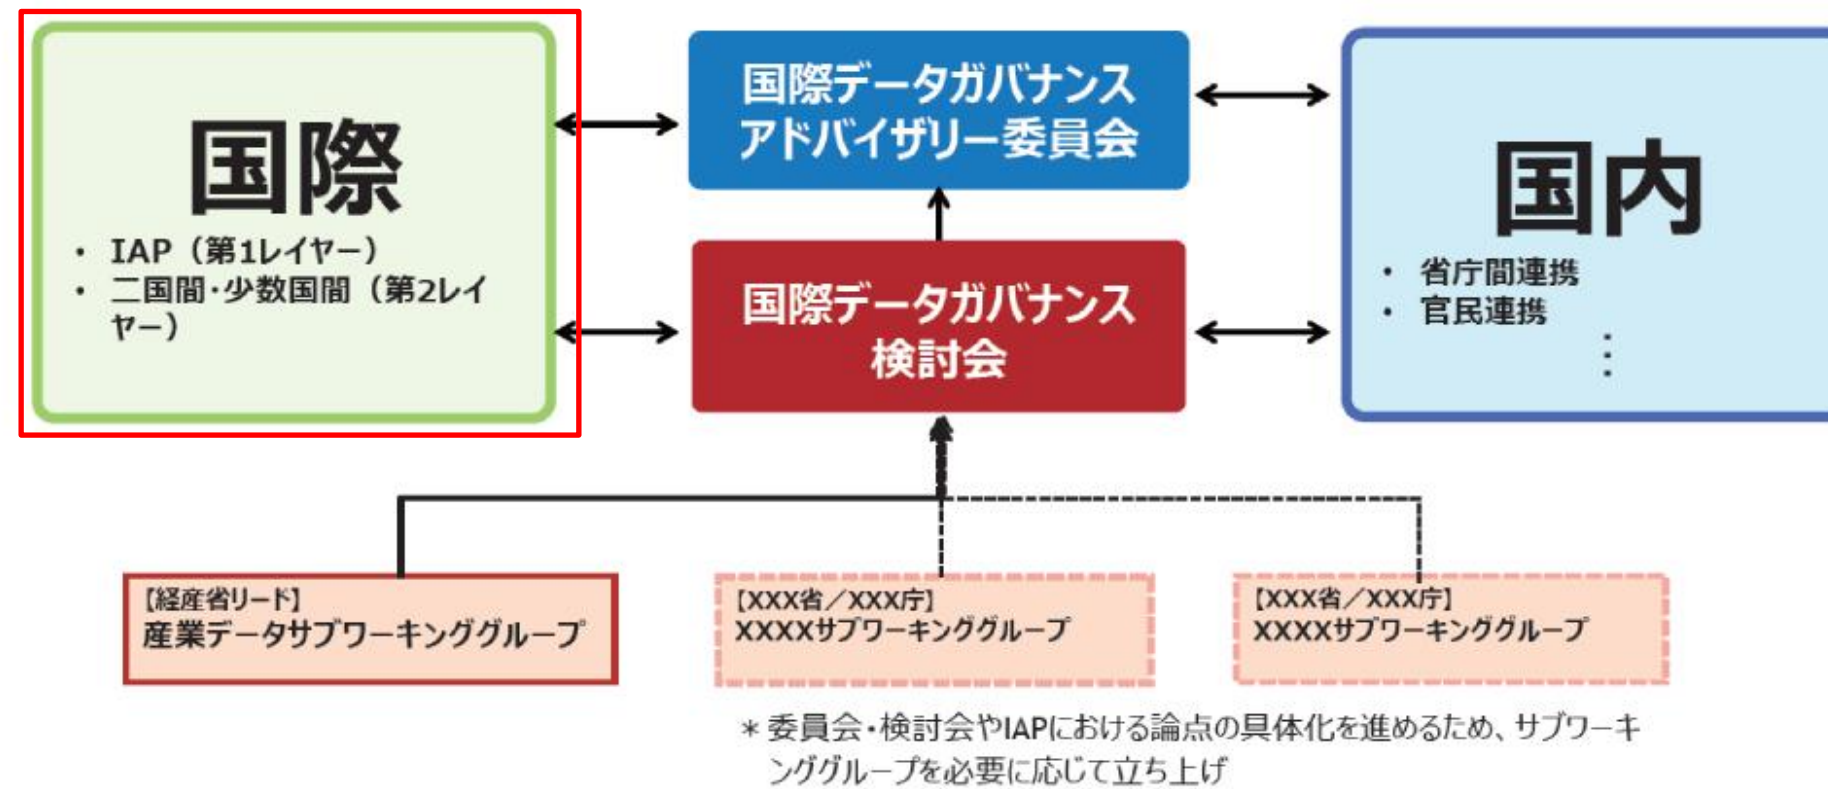 国際
・ IAP（第1レイヤー）
・ 二国間・少数国間（第2レイ
ヤー）
国際データガバナンス
アドバイザリー委員会
国際データガバナンス
検討会
国内
・ 省庁間連携
・ 官民連携
⋮
【経産省リード】
産業データサブワーキンググループ
【XXX省／XXX庁】
XXXXサブワーキンググループ
【XXX省／XXX庁】
XXXXサブワーキンググループ
＊委員会・検討会やIAPにおける論点の具体化を進めるため、サブワーキ
ンググループを必要に応じて立ち上げ